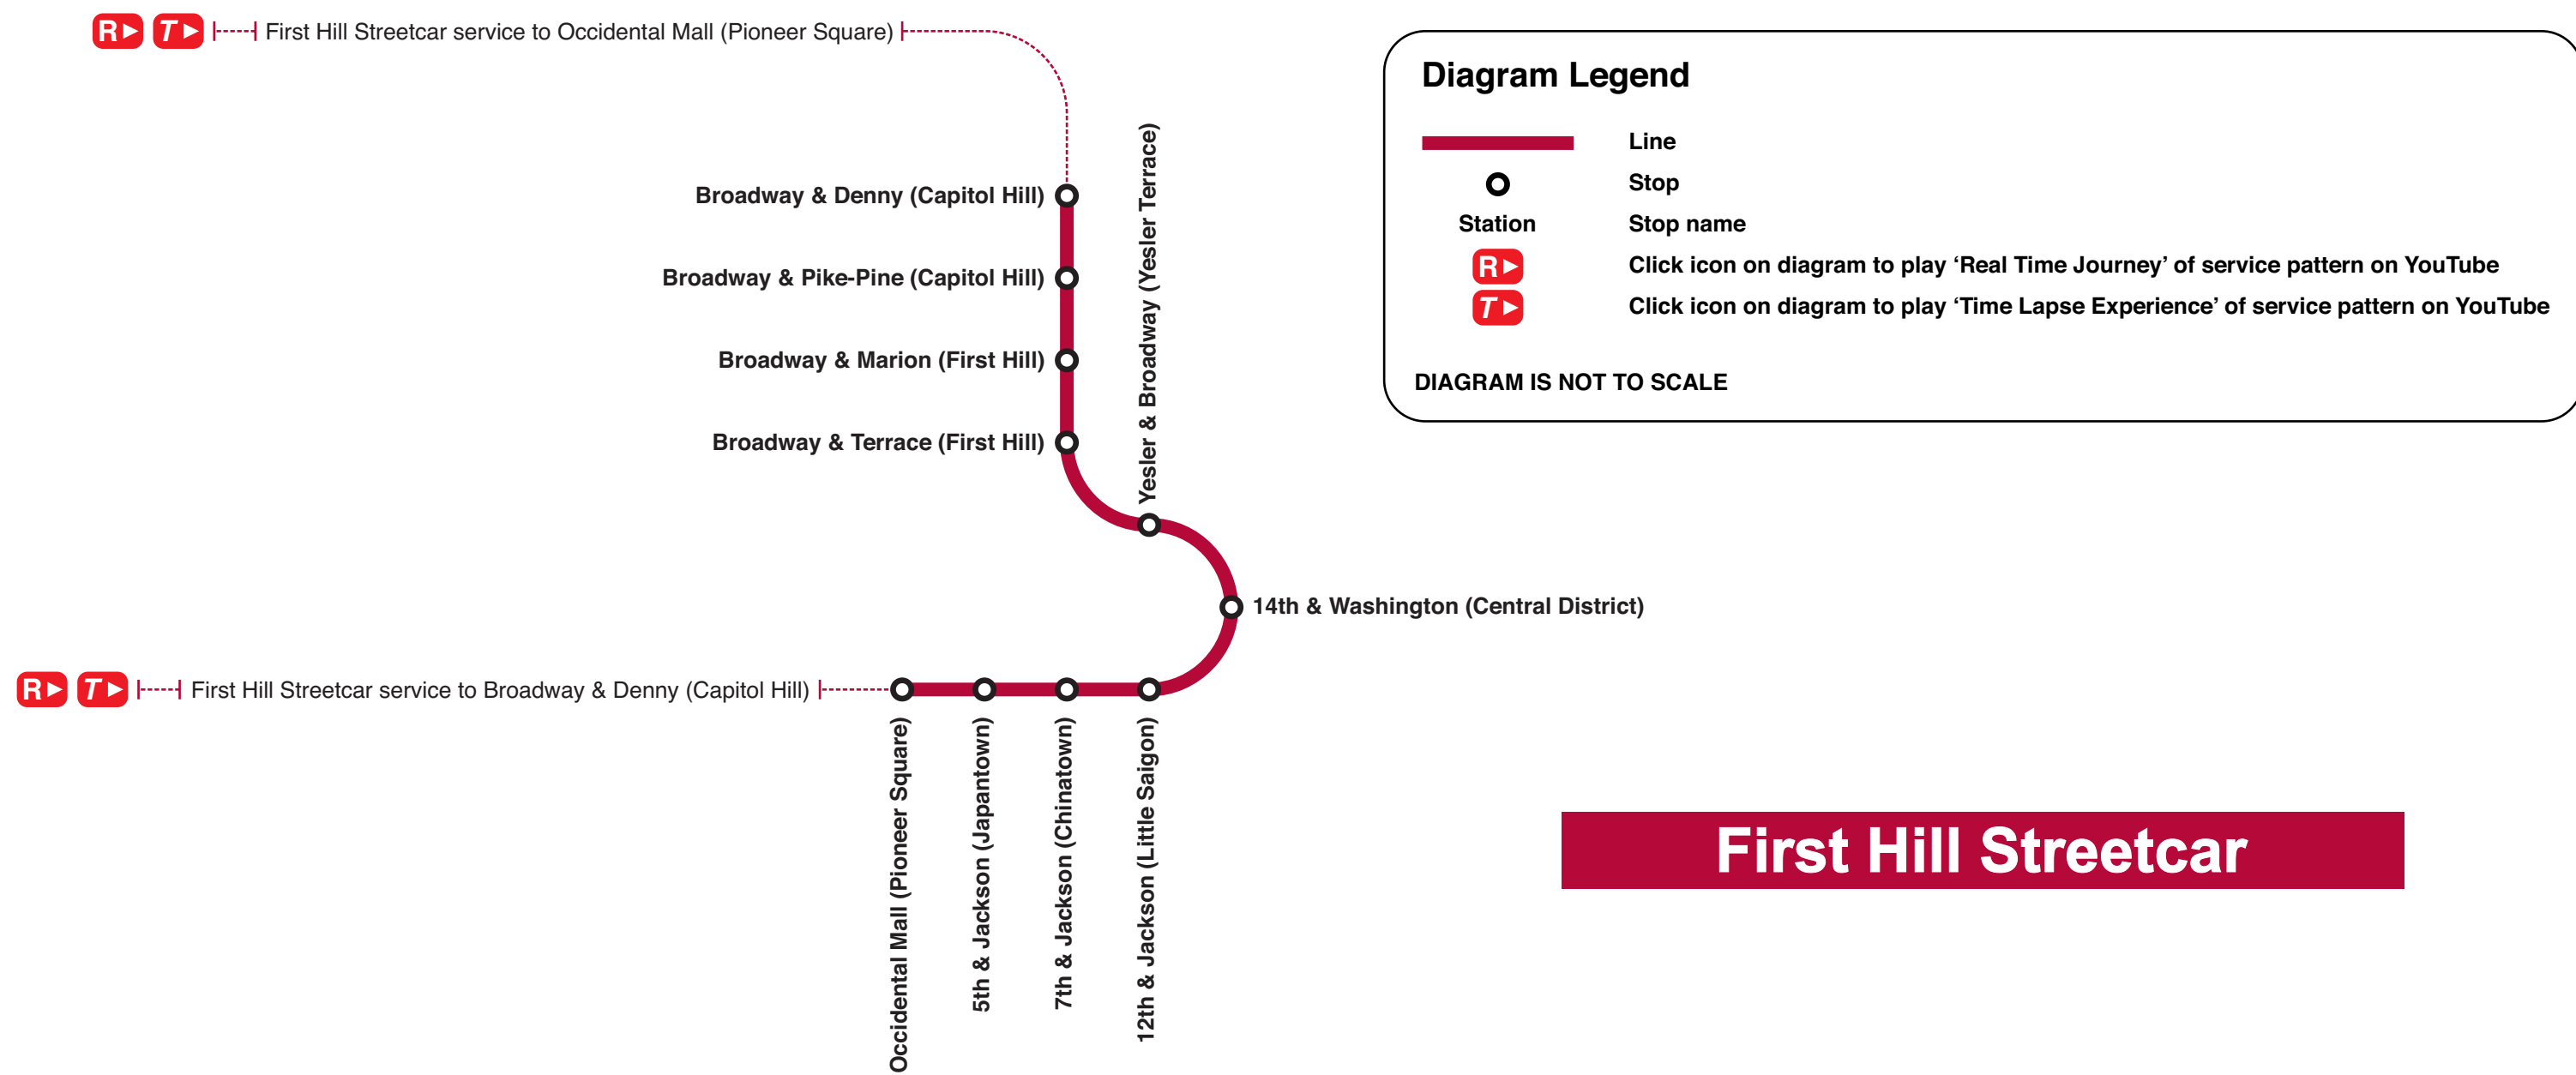 R T First Hill Streetcar service to Occidental Mall (Pioneer Square)
Diagram Legend
Line
Stop
Station Stop name
R Click icon on diagram to play ‘Real Time Journey’ of service pattern on YouTube
T Click icon on diagram to play ‘Time Lapse Experience’ of service pattern on YouTube
DIAGRAM IS NOT TO SCALE
Broadway & Denny (Capitol Hill)
Broadway & Pike-Pine (Capitol Hill)
Broadway & Marion (First Hill)
Broadway & Terrace (First Hill)
Yesler & Broadway (Yesler Terrace)
14th & Washington (Central District)
R T First Hill Streetcar service to Broadway & Denny (Capitol Hill)
Occidental Mall (Pioneer Square)
5th & Jackson (Japantown)
7th & Jackson (Chinatown)
12th & Jackson (Little Saigon)
First Hill Streetcar